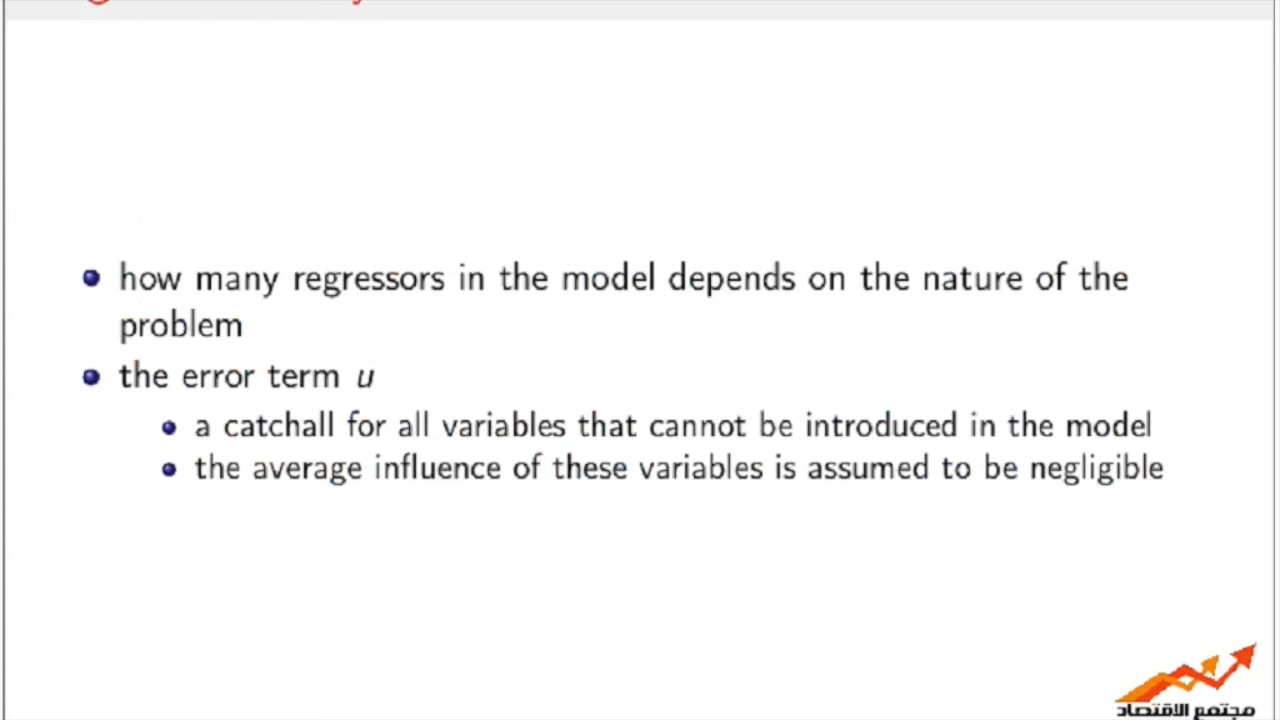 how many regressors in the model depends on the nature of the
problem
the error term u
a catchall for all variables that cannot be introduced in the model
the average influence of these variables is assumed to be negligible
مجتمع الاقتصاد